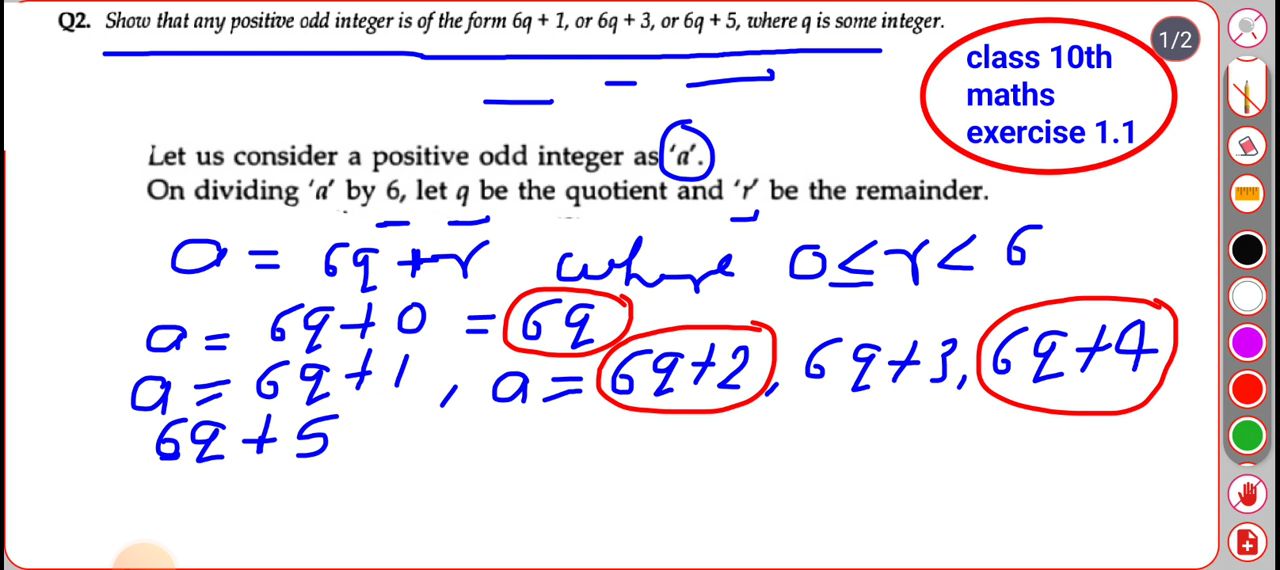 Q2. Show that any positive odd integer is of the form 6q + 1, or 6q + 3, or 6q + 5, where q is some integer.
1/2
class 10th
maths
exercise 1.1
Let us consider a positive odd integer as 'a'.
On dividing 'a' by 6, let q be the quotient and 'r' be the remainder.
a = 6q + r where 0 ≤ r < 6
a = 6q + 0 = 6q
a = 6q + 1, a = 6q + 2, 6q + 3, 6q + 4
6q + 5